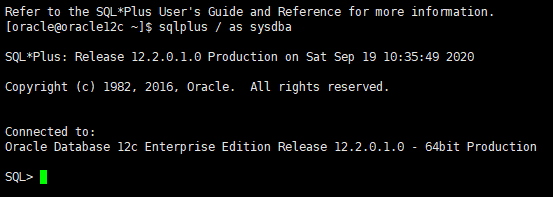 Refer to the SQL*Plus User's Guide and Reference for more information.
[oracle@oracle12c ~]$ sqlplus / as sysdba
SQL*Plus: Release 12.2.0.1.0 Production on Sat Sep 19 10:35:49 2020
Copyright (c) 1982, 2016, Oracle.  All rights reserved.
Connected to:
Oracle Database 12c Enterprise Edition Release 12.2.0.1.0 - 64bit Production
SQL>